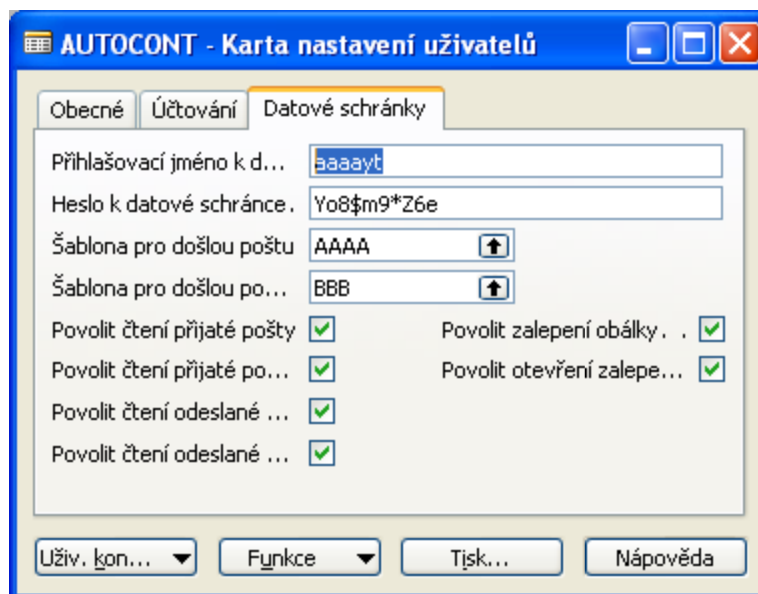 AUTOCONT - Karta nastavení uživatelů
Obecné Účtování Datové schránky
Přihlašovací jméno k d... aaaayt
Heslo k datové schránce. Yo8$m9*Z6e
Šablona pro došlou poštu AAAA
Šablona pro došlou po... BBB
Povolit čtení přijaté pošty Povolit zalepení obálky. .
Povolit čtení přijaté po... Povolit otevření zalepe...
Povolit čtení odeslané ...
Povolit čtení odeslané ...
Uživ. kon... Funkce Tisk... Nápověda